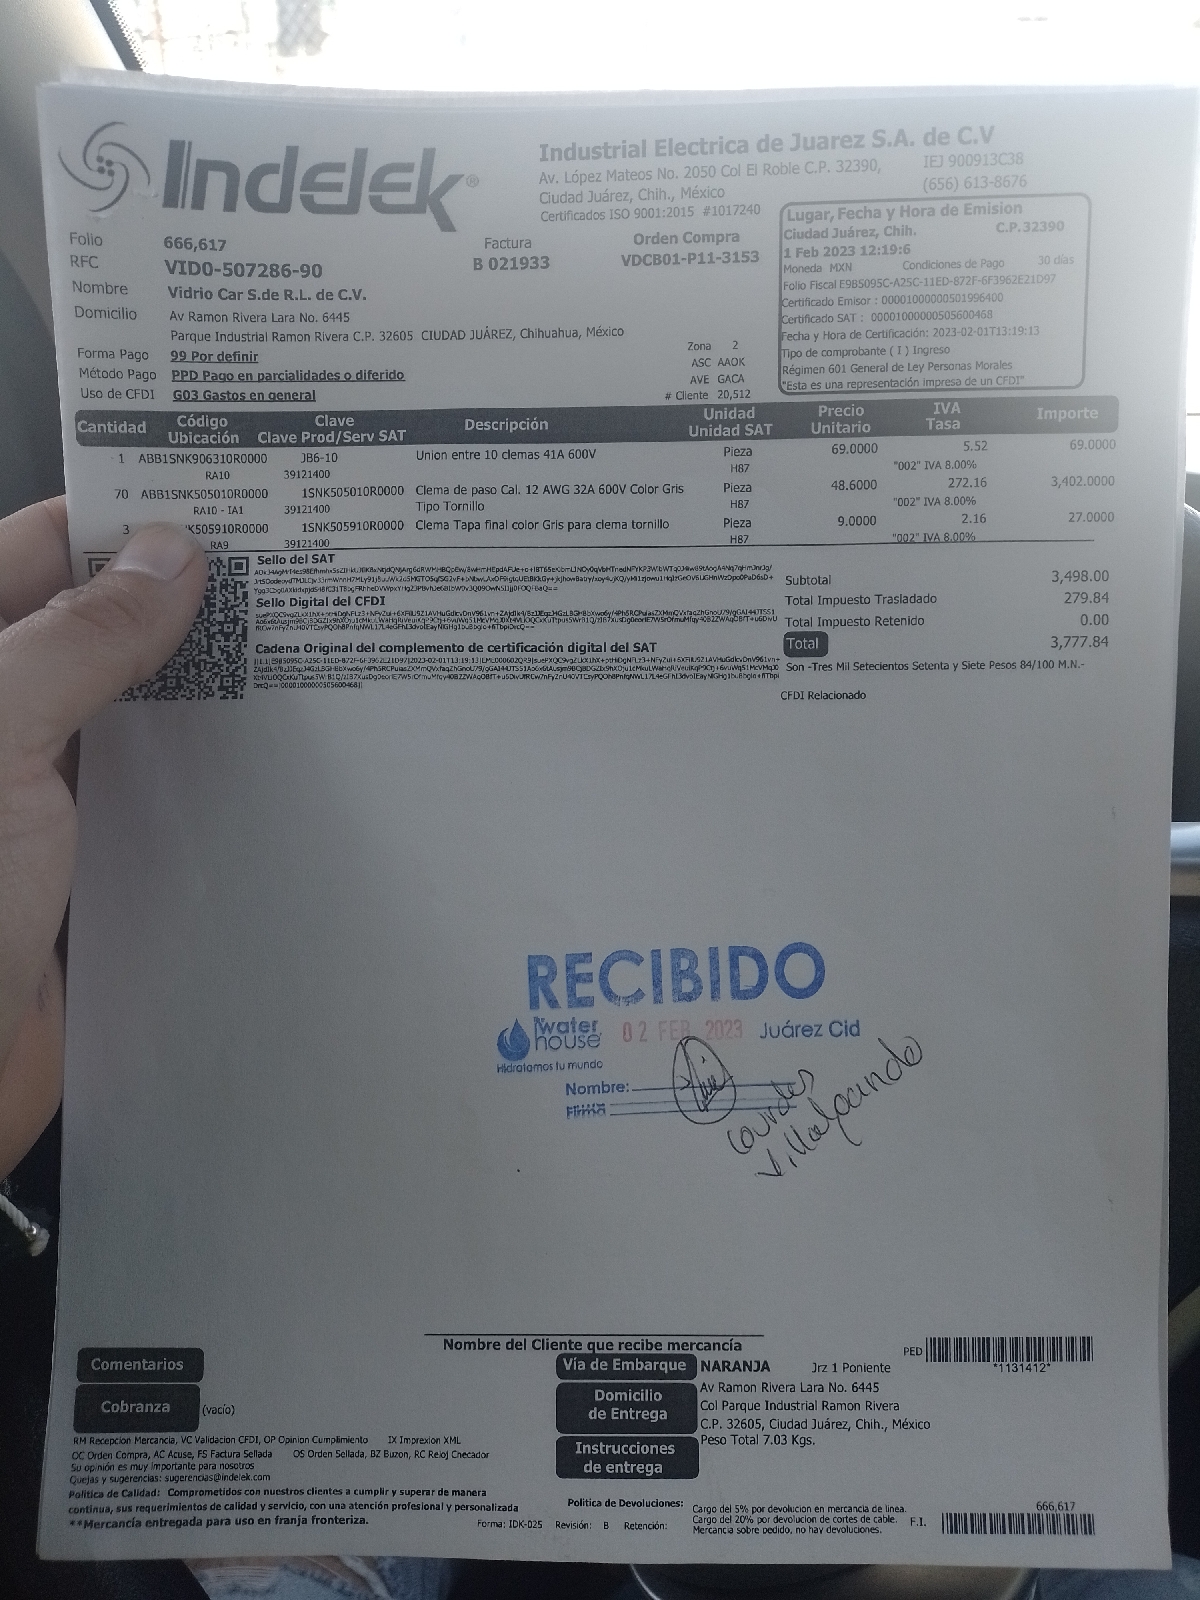 Indelek®
Industrial Electrica de Juarez S.A. de C.V
Av. López Mateos No. 2050 Col El Roble C.P. 32390, IEJ 900913C38
Ciudad Juárez, Chih., México (656) 613-8676
Certificados ISO 9001:2015 #1017240
Folio 666,617 Factura Orden Compra
RFC VID0-507286-90 B 021933 VDCB01-P11-3153
Nombre Vidrio Car S.de R.L. de C.V.
Domicilio Av Ramon Rivera Lara No. 6445
Parque Industrial Ramon Rivera C.P. 32605 CIUDAD JUÁREZ, Chihuahua, México
Forma Pago 99 Por definir
Método Pago PPD Pago en parcialidades o diferido
Uso de CFDI G03 Gastos en general
Zona 2
ASC AAOK
AVE GACA
# Cliente 20,512
Lugar, Fecha y Hora de Emision
Ciudad Juárez, Chih. C.P. 32390
1 Feb 2023 12:19:6
Moneda MXN Condiciones de Pago 30 días
Folio Fiscal E9B5095C-A25C-11ED-872F-6F3962E21D97
Certificado Emisor : 00001000000501996400
Certificado SAT : 00001000000505600468
Fecha y Hora de Certificación: 2023-02-01T13:19:13
Tipo de comprobante ( I ) Ingreso
Régimen 601 General de Ley Personas Morales
"Esta es una representación impresa de un CFDI"
Cantidad Código Clave Descripción Unidad Precio IVA Importe
Ubicación Clave Prod/Serv SAT Unidad SAT Unitario Tasa
1 ABB1SNK906310R0000 JB6-10 Union entre 10 clemas 41A 600V Pieza 69.0000 5.52 69.0000
RA10 39121400 H87 "002" IVA 8.00%
70 ABB1SNK505010R0000 1SNK505010R0000 Clema de paso Cal. 12 AWG 32A 600V Color Gris Pieza 48.6000 272.16 3,402.0000
RA10 - IA1 39121400 Tipo Tornillo H87 "002" IVA 8.00%
3 K505910R0000 1SNK505910R0000 Clema Tapa final color Gris para clema tornillo Pieza 9.0000 2.16 27.0000
RA9 39121400 H87 "002" IVA 8.00%
Sello del SAT
Sello Digital del CFDI
Cadena Original del complemento de certificación digital del SAT
Subtotal 3,498.00
Total Impuesto Trasladado 279.84
Total Impuesto Retenido 0.00
Total 3,777.84
Son -Tres Mil Setecientos Setenta y Siete Pesos 84/100 M.N.-
CFDI Relacionado
RECIBIDO
water house 02 FEB 2023 Juárez Cid
Hidratamos tu mundo
Nombre:
Firma
Lourdes
Villalpando
Nombre del Cliente que recibe mercancía
Comentarios
Cobranza (vacío)
Vía de Embarque NARANJA Jrz 1 Poniente
PED *1131412*
Domicilio de Entrega
Av Ramon Rivera Lara No. 6445
Col Parque Industrial Ramon Rivera
C.P. 32605, Ciudad Juárez, Chih., México
Peso Total 7.03 Kgs.
Instrucciones de entrega
RM Recepcion Mercancia, VC Validacion CFDI, OP Opinion Cumplimiento IX Imprexion XML
OC Orden Compra, AC Acuse, FS Factura Sellada OS Orden Sellada, BZ Buzon, RC Reloj Checador
Su opinión es muy importante para nosotros
Quejas y sugerencias: sugerencias@indelek.com
Politica de Calidad: Comprometidos con nuestros clientes a cumplir y superar de manera
continua, sus requerimientos de calidad y servicio, con una atención profesional y personalizada
**Mercancia entregada para uso en franja fronteriza.
Forma: IDK-025 Revisión: B Retención:
Politica de Devoluciones: Cargo del 5% por devolucion en mercancia de linea.
Cargo del 20% por devolucion de cortes de cable.
Mercancia sobre pedido, no hay devoluciones.
666,617
F.I.